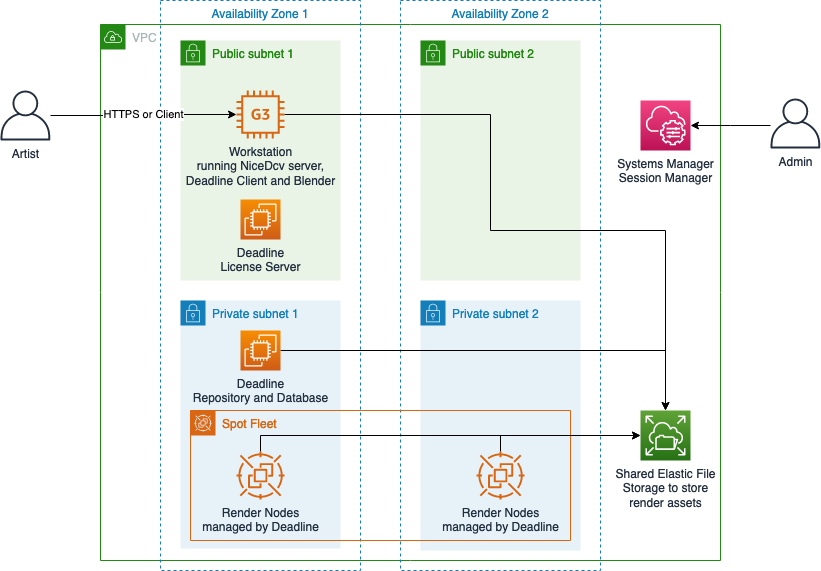 Availability Zone 1
Availability Zone 2
VPC
Public subnet 1
Public subnet 2
HTTPS or Client
G3
Artist
Workstation
running NiceDcv server,
Deadline Client and Blender
Systems Manager
Session Manager
Admin
Deadline
License Server
Private subnet 1
Private subnet 2
Deadline
Repository and Database
Spot Fleet
Shared Elastic File
Storage to store
render assets
Render Nodes
managed by Deadline
Render Nodes
managed by Deadline